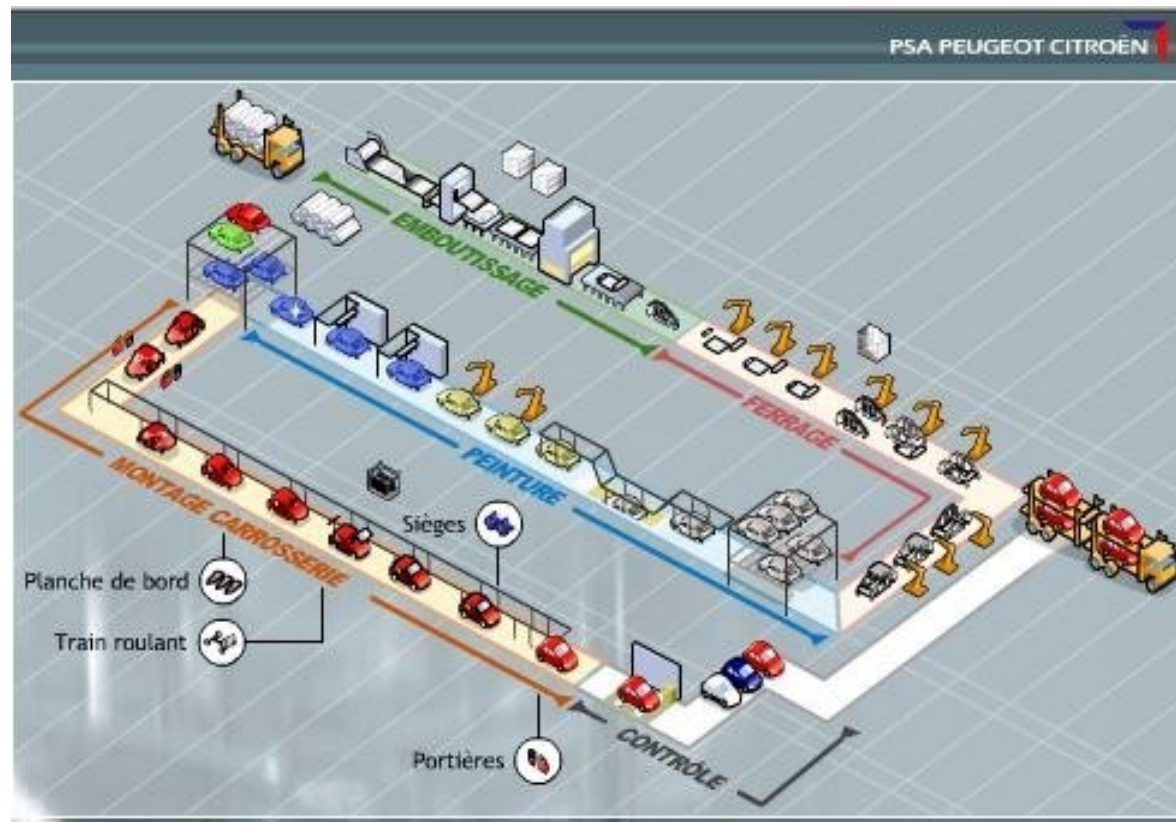 PSA PEUGEOT CITROËN
EMBOUTISSAGE
FERRAGE
PEINTURE
MONTAGE CARROSSERIE
Sièges
Planche de bord
Train roulant
Portières
CONTRÔLE